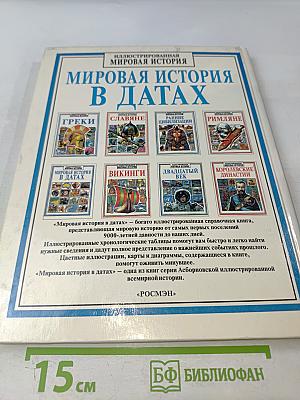 ИЛЛЮСТРИРОВАННАЯ
МИРОВАЯ ИСТОРИЯ
МИРОВАЯ ИСТОРИЯ
В ДАТАХ
ГРЕКИ
СЛАВЯНЕ
РАННИЕ
ЦИВИЛИЗАЦИИ
РИМЛЯНЕ
МИРОВАЯ ИСТОРИЯ
В ДАТАХ
ВИКИНГИ
ДВАДЦАТЫЙ
ВЕК
КОРОЛЕВСКИЕ
ДИНАСТИИ
«Мировая история в датах» — богато иллюстрированная справочная книга,
представляющая мировую историю от самых первых поселений
9000-летней давности до наших дней.
Иллюстрированные хронологические таблицы помогут вам быстро и легко найти
нужные сведения и дадут полное представление о важнейших событиях прошлого.
Цветные иллюстрации, карты и диаграммы, содержащиеся в книге,
помогут оживить минувшее.
«Мировая история в датах» — одна из книг серии Асборновской иллюстрированной
всемирной истории.
«РОСМЭН»
15 см
БФ БИБЛИОФАН